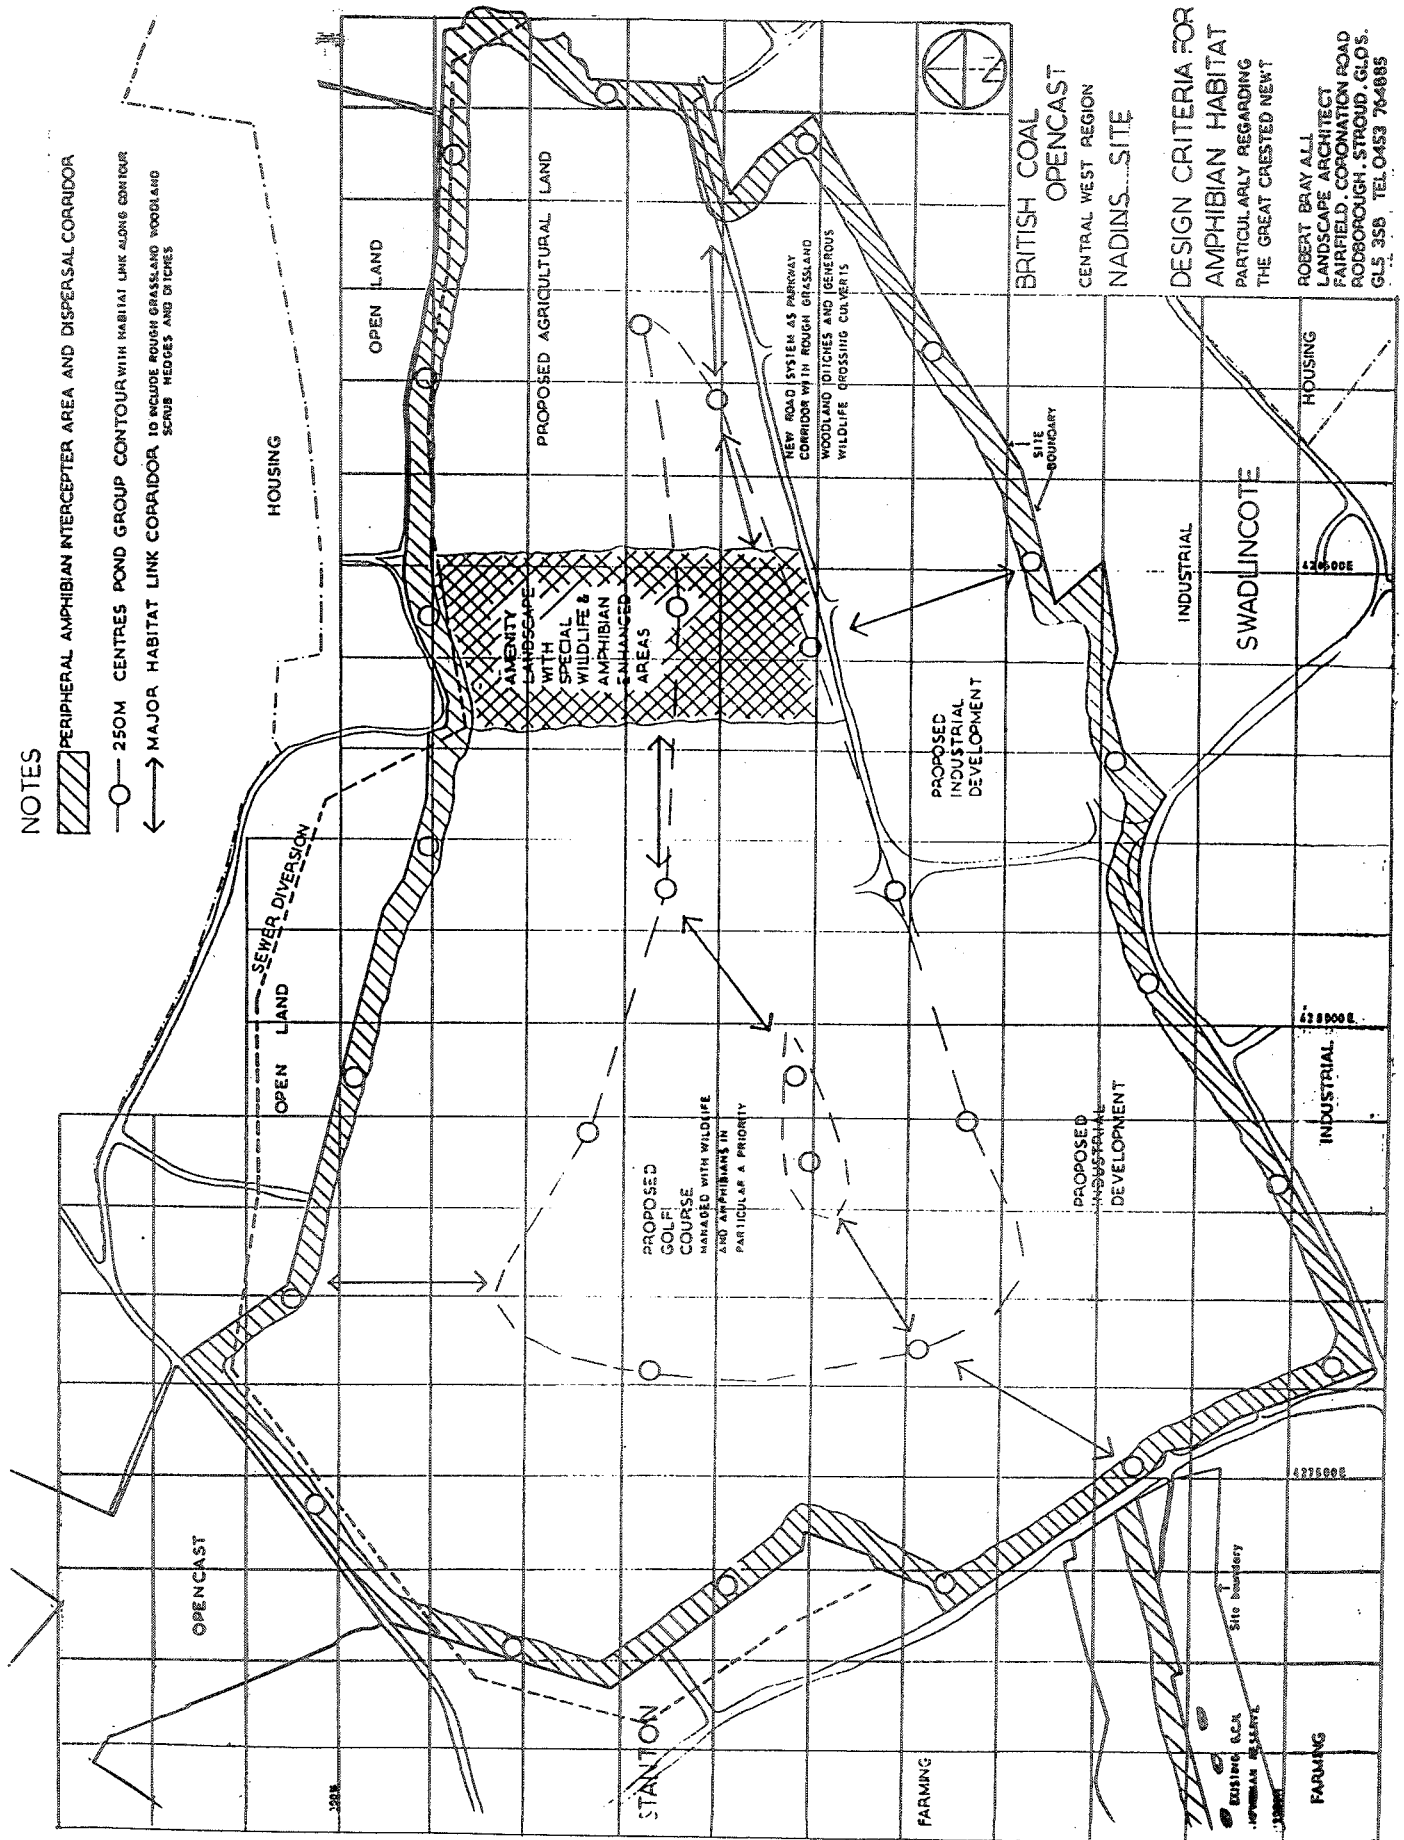 NOTES
PERIPHERAL AMPHIBIAN INTERCEPTER AREA AND DISPERSAL CORRIDOR
250M CENTRES POND GROUP CONTOUR WITH HABITAT LINK ALONG CONTOUR
MAJOR HABITAT LINK CORRIDOR TO INCLUDE ROUGH GRASSLAND WOODLAND
SCRUB HEDGES AND DITCHES
HOUSING
OPEN LAND
SEWER DIVERSION
OPEN LAND
OPENCAST
PROPOSED AGRICULTURAL LAND
AMENITY
LANDSCAPE
WITH
SPECIAL
WILDLIFE &
AMPHIBIAN
ENHANCED
AREAS
NEW ROAD SYSTEM AS PARKWAY
CORRIDOR WITH ROUGH GRASSLAND
WOODLAND DITCHES AND GENEROUS
WILDLIFE CROSSING CULVERTS
PROPOSED
GOLF
COURSE
MANAGED WITH WILDLIFE
AND AMPHIBIANS IN
PARTICULAR A PRIORITY
PROPOSED
INDUSTRIAL
DEVELOPMENT
PROPOSED
INDUSTRIAL
DEVELOPMENT
SITE
BOUNDARY
INDUSTRIAL
SWADLINCOTE
HOUSING
INDUSTRIAL
428500E
428000E
427500E
STANTON
FARMING
Site boundary
EXISTING
FARMING
N
BRITISH COAL
OPENCAST
CENTRAL WEST REGION
NADINS SITE
DESIGN CRITERIA FOR
AMPHIBIAN HABITAT
PARTICULARLY REGARDING
THE GREAT CRESTED NEWT
ROBERT BRAY ALI
LANDSCAPE ARCHITECT
FAIRFIELD. CORONATION ROAD
RODBOROUGH. STROUD. GLOS.
GL5 3SB TEL 0453 764885